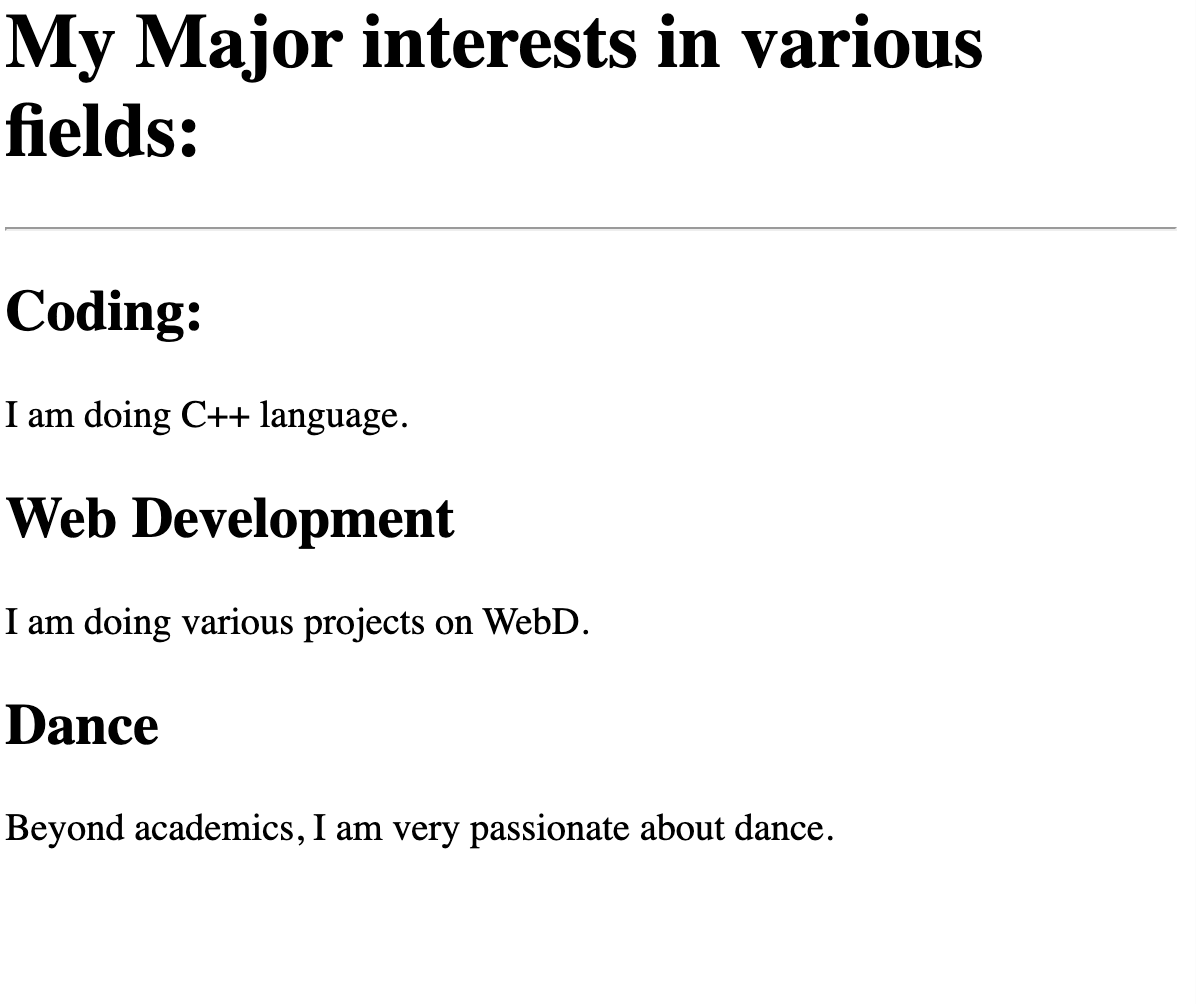 My Major interests in various
fields:
Coding:
I am doing C++ language.
Web Development
I am doing various projects on WebD.
Dance
Beyond academics, I am very passionate about dance.